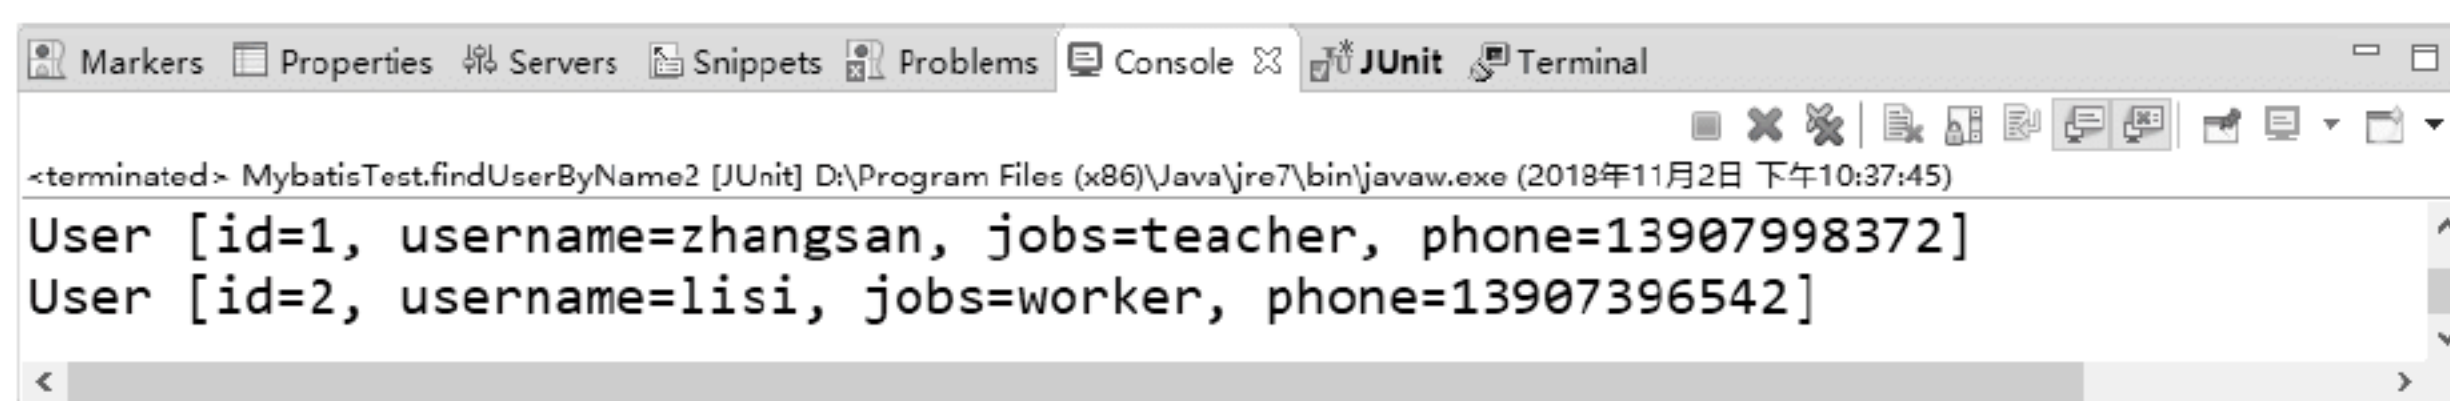 Markers Properties Servers Snippets Problems Console JUnit Terminal
<terminated> MybatisTest.findUserByName2 [JUnit] D:\Program Files (x86)\Java\jre7\bin\javaw.exe (2018年11月2日 下午10:37:45)
User [id=1, username=zhangsan, jobs=teacher, phone=13907998372]
User [id=2, username=lisi, jobs=worker, phone=13907396542]